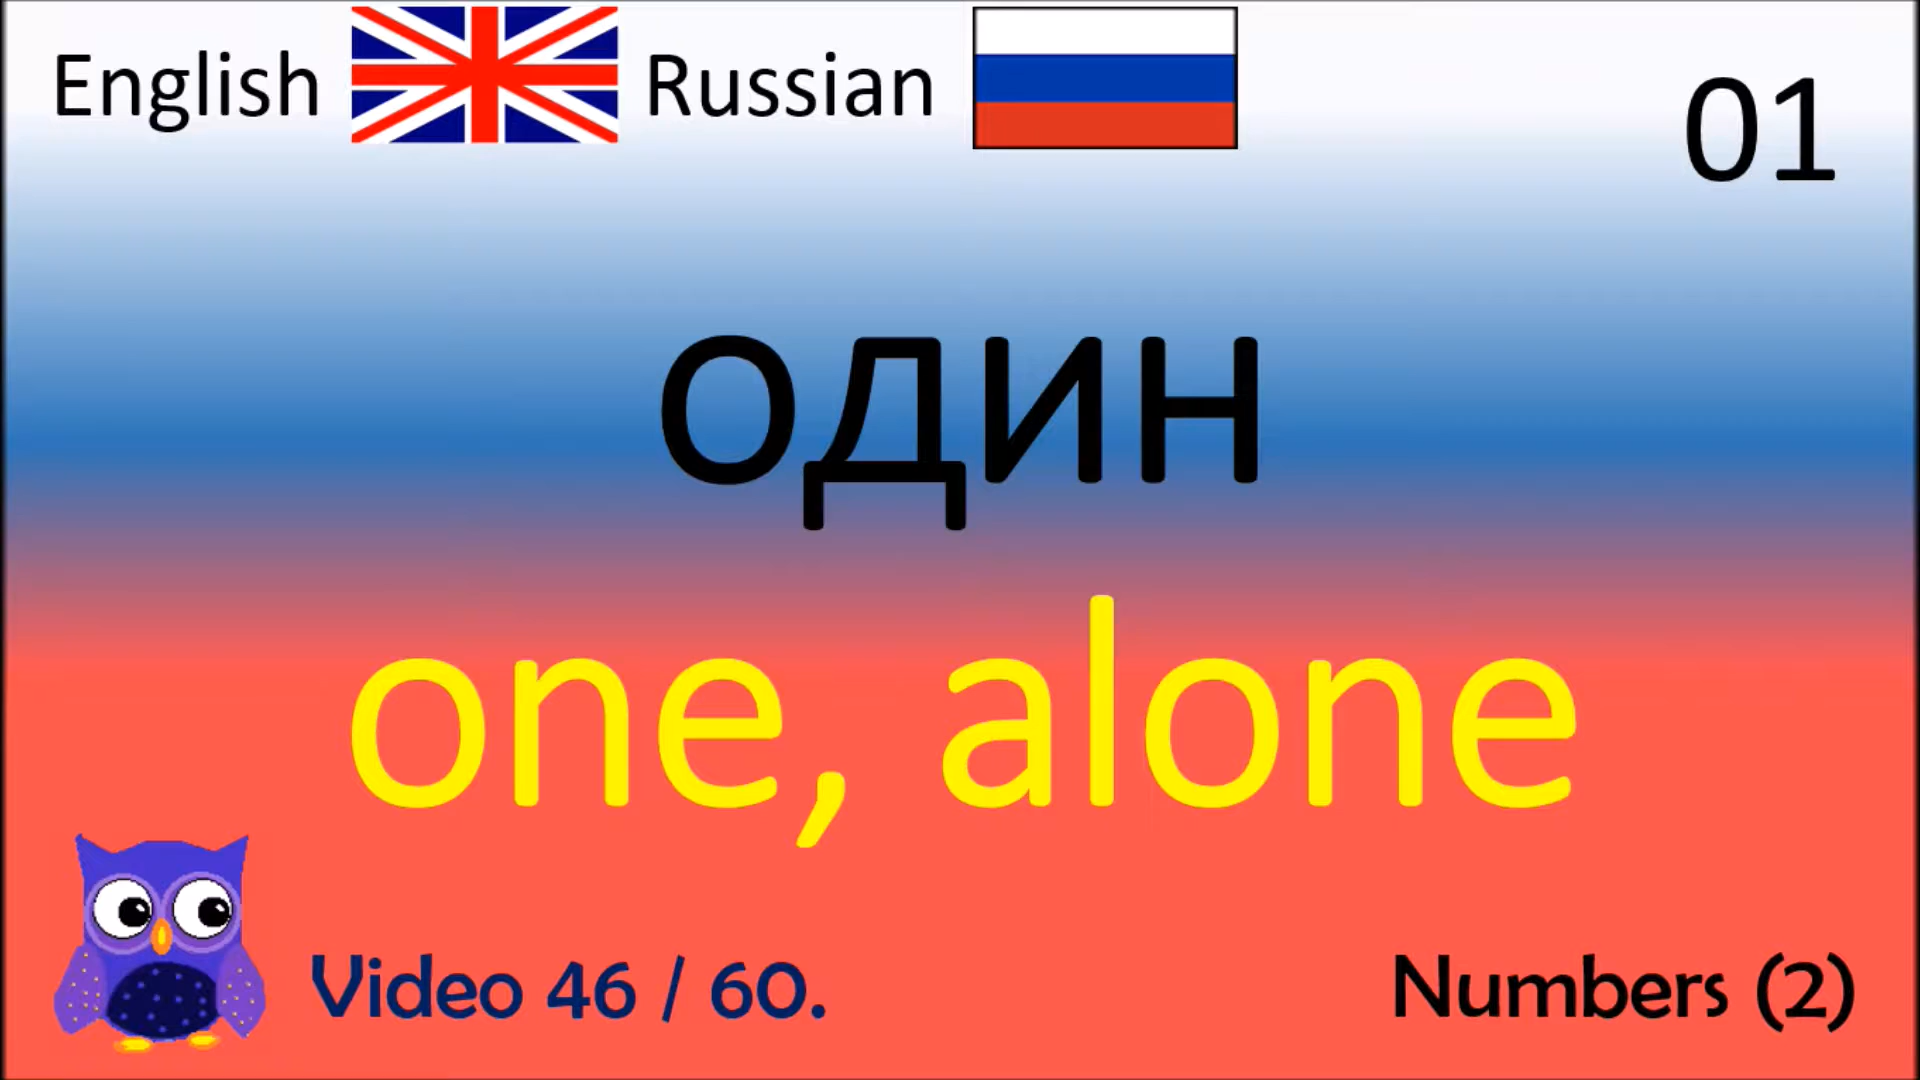 English Russian 01
один
one, alone
Video 46 / 60. Numbers (2)